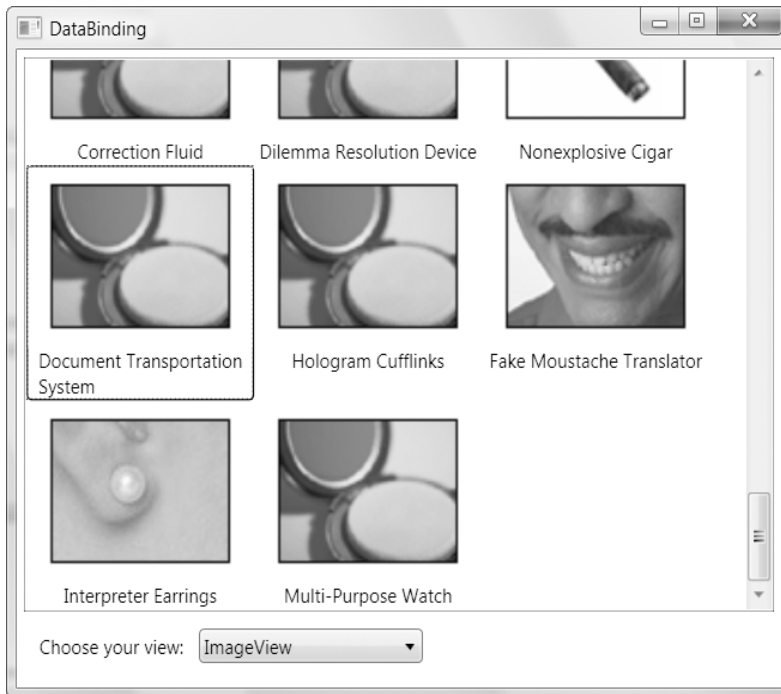 DataBinding
Correction Fluid
Dilemma Resolution Device
Nonexplosive Cigar
Document Transportation
System
Hologram Cufflinks
Fake Moustache Translator
Interpreter Earrings
Multi-Purpose Watch
Choose your view: ImageView